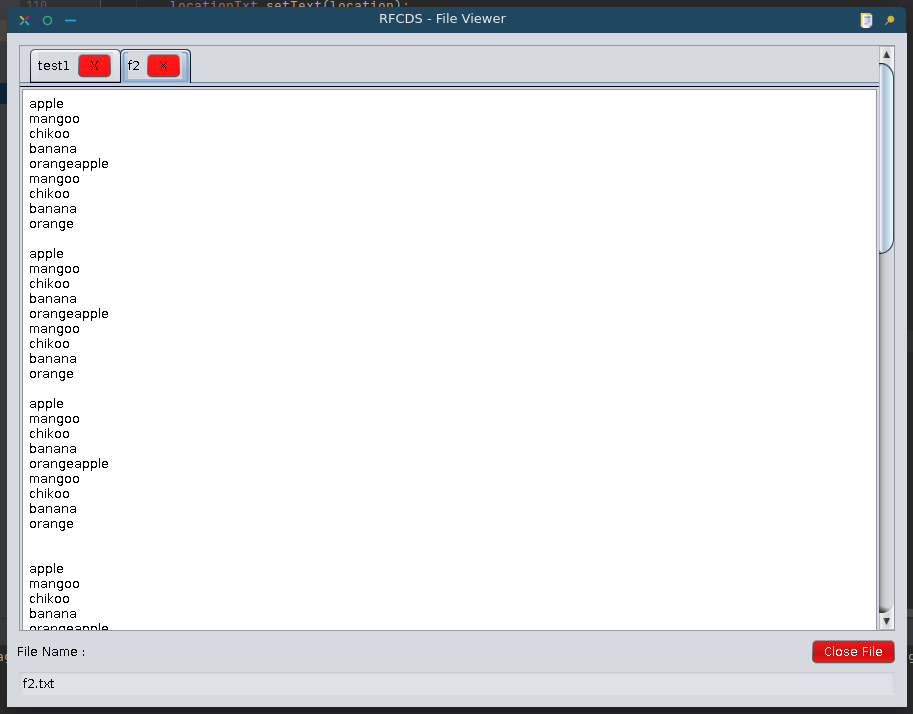 110 locationTxt.setText(location);
RFCDS - File Viewer
test1 X f2 X
apple
mangoo
chikoo
banana
orangeapple
mangoo
chikoo
banana
orange
apple
mangoo
chikoo
banana
orangeapple
mangoo
chikoo
banana
orange
apple
mangoo
chikoo
banana
orangeapple
mangoo
chikoo
banana
orange
apple
mangoo
chikoo
banana
orangeapple
File Name :
Close File
f2.txt